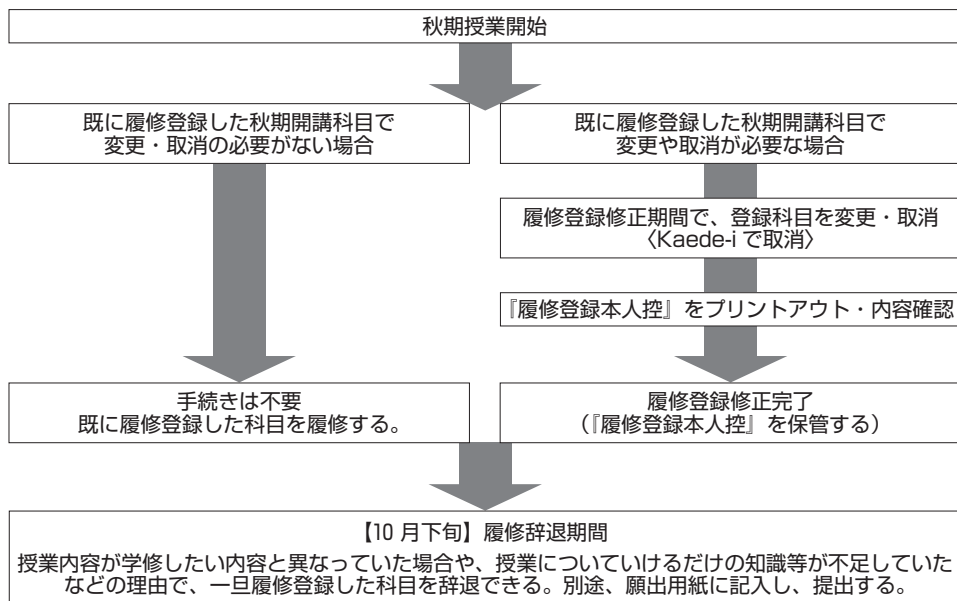 秋期授業開始
既に履修登録した秋期開講科目で
変更・取消の必要がない場合
既に履修登録した秋期開講科目で
変更や取消が必要な場合
履修登録修正期間で、登録科目を変更・取消
〈Kaede-i で取消〉
『履修登録本人控』をプリントアウト・内容確認
手続きは不要
既に履修登録した科目を履修する。
履修登録修正完了
（『履修登録本人控』を保管する）
【10 月下旬】履修辞退期間
授業内容が学修したい内容と異なっていた場合や、授業についていけるだけの知識等が不足していた
などの理由で、一旦履修登録した科目を辞退できる。別途、願出用紙に記入し、提出する。